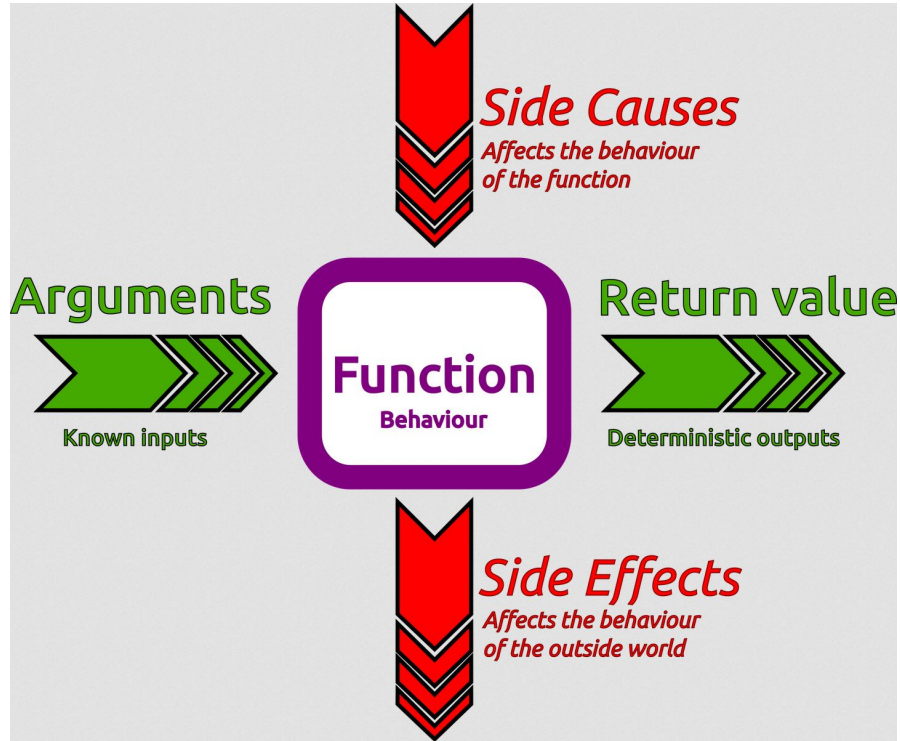 Side Causes
Affects the behaviour
of the function
Arguments
Known inputs
Function
Behaviour
Return value
Deterministic outputs
Side Effects
Affects the behaviour
of the outside world